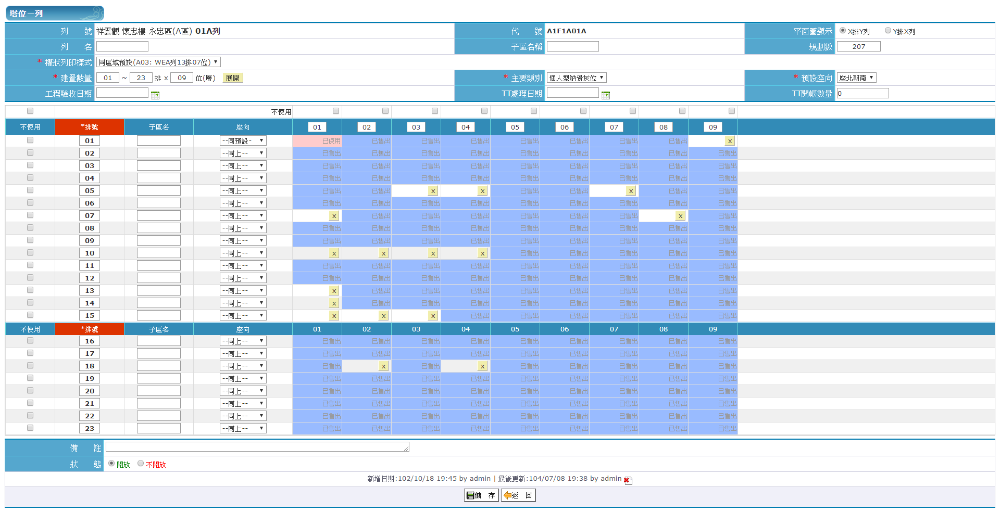 塔位－列
列　　號 祥雲觀 懷忠樓 永忠區(A區) 01A列 代　　號 A1F1A01A 平面圖顯示 X排Y列 Y排X列
列　　名 子區名稱 規劃數 207
* 權狀列印樣式 同區域預設(A03: WEA列13排07位)
* 建置數量 01 ~ 23 排 x 09 位(層) 展開 * 主要類別 個人型納骨灰位 * 預設座向 座北朝南
工程驗收日期 TT處理日期 TT開帳數量 0
不使用
不使用 *排號 子區名 座向 01 02 03 04 05 06 07 08 09
01 --同預設- 已使用 已售出 已售出 已售出 已售出 已售出 已售出 已售出 x
02 --同上-- 已售出 已售出 已售出 已售出 已售出 已售出 已售出 已售出 已售出
03 --同上-- 已售出 已售出 已售出 已售出 已售出 已售出 已售出 已售出 已售出
04 --同上-- 已售出 已售出 已售出 已售出 已售出 已售出 已售出 已售出 已售出
05 --同上-- 已售出 已售出 x x 已售出 已售出 x 已售出 已售出
06 --同上-- 已售出 已售出 已售出 已售出 已售出 已售出 已售出 已售出 已售出
07 --同上-- x 已售出 已售出 已售出 已售出 已售出 已售出 x 已售出
08 --同上-- 已售出 已售出 已售出 已售出 已售出 已售出 已售出 已售出 已售出
09 --同上-- 已售出 已售出 已售出 已售出 已售出 已售出 已售出 已售出 已售出
10 --同上-- x x x x 已售出 已售出 已售出 已售出 已售出
11 --同上-- 已售出 已售出 已售出 已售出 已售出 已售出 已售出 已售出 已售出
12 --同上-- 已售出 已售出 已售出 已售出 已售出 已售出 已售出 已售出 已售出
13 --同上-- x 已售出 已售出 已售出 已售出 已售出 已售出 已售出 已售出
14 --同上-- x 已售出 已售出 已售出 已售出 已售出 已售出 已售出 已售出
15 --同上-- x x x 已售出 已售出 已售出 已售出 已售出 已售出
不使用 *排號 子區名 座向 01 02 03 04 05 06 07 08 09
16 --同上-- 已售出 已售出 已售出 已售出 已售出 已售出 已售出 已售出 已售出
17 --同上-- 已售出 已售出 已售出 已售出 已售出 已售出 已售出 已售出 已售出
18 --同上-- 已售出 x 已售出 x 已售出 已售出 已售出 已售出 已售出
19 --同上-- 已售出 已售出 已售出 已售出 已售出 已售出 已售出 已售出 已售出
20 --同上-- 已售出 已售出 已售出 已售出 已售出 已售出 已售出 已售出 已售出
21 --同上-- 已售出 已售出 已售出 已售出 已售出 已售出 已售出 已售出 已售出
22 --同上-- 已售出 已售出 已售出 已售出 已售出 已售出 已售出 已售出 已售出
23 --同上-- 已售出 已售出 已售出 已售出 已售出 已售出 已售出 已售出 已售出
備　　註
狀　　態 開放 不開放
新增日期:102/10/18 19:45 by admin | 最後更新:104/07/08 19:38 by admin
儲　存 返　回